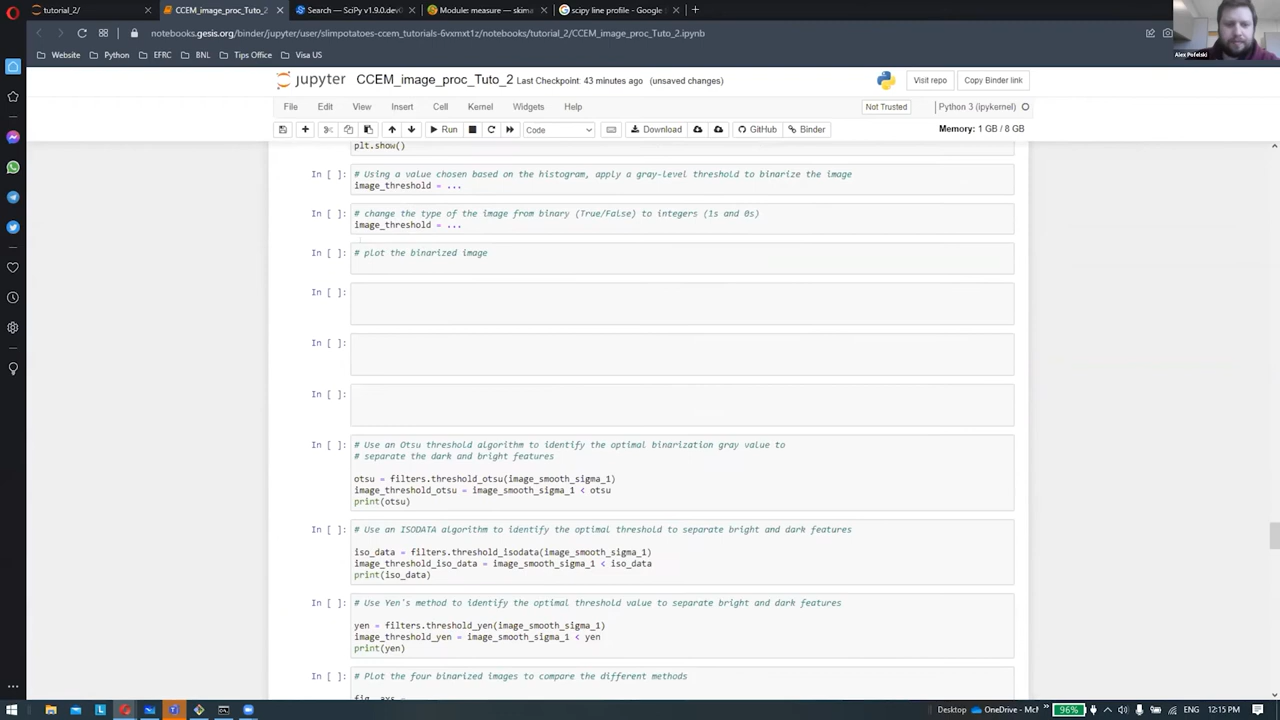 tutorial_2/
CCEM_image_proc_Tuto_2
Search — SciPy v1.9.0.dev0
Module: measure — skima
scipy line profile - Google
notebooks.gesis.org/binder/jupyter/user/slimpotatoes-ccem_tutorials-6vxmxt1z/notebooks/tutorial_2/CCEM_image_proc_Tuto_2.ipynb
Website
Python
EFRC
BNL
Tips Office
Visa US
Alex Pofelski
jupyter CCEM_image_proc_Tuto_2 Last Checkpoint: 43 minutes ago (unsaved changes)
Visit repo
Copy Binder link
File Edit View Insert Cell Kernel Widgets Help
Not Trusted
Python 3 (ipykernel)
Run
Code
Download
GitHub
Binder
Memory: 1 GB / 8 GB
plt.show()
In [ ]: # Using a value chosen based on the histogram, apply a gray-level threshold to binarize the image
image_threshold = ...
In [ ]: # change the type of the image from binary (True/False) to integers (1s and 0s)
image_threshold = ...
In [ ]: # plot the binarized image
In [ ]:
In [ ]:
In [ ]:
In [ ]: # Use an Otsu threshold algorithm to identify the optimal binarization gray value to
# separate the dark and bright features
otsu = filters.threshold_otsu(image_smooth_sigma_1)
image_threshold_otsu = image_smooth_sigma_1 < otsu
print(otsu)
In [ ]: # Use an ISODATA algorithm to identify the optimal threshold to separate bright and dark features
iso_data = filters.threshold_isodata(image_smooth_sigma_1)
image_threshold_iso_data = image_smooth_sigma_1 < iso_data
print(iso_data)
In [ ]: # Use Yen's method to identify the optimal threshold value to separate bright and dark features
yen = filters.threshold_yen(image_smooth_sigma_1)
image_threshold_yen = image_smooth_sigma_1 < yen
print(yen)
In [ ]: # Plot the four binarized images to compare the different methods
fig, axs =
Desktop
OneDrive - McM
96%
ENG
12:15 PM